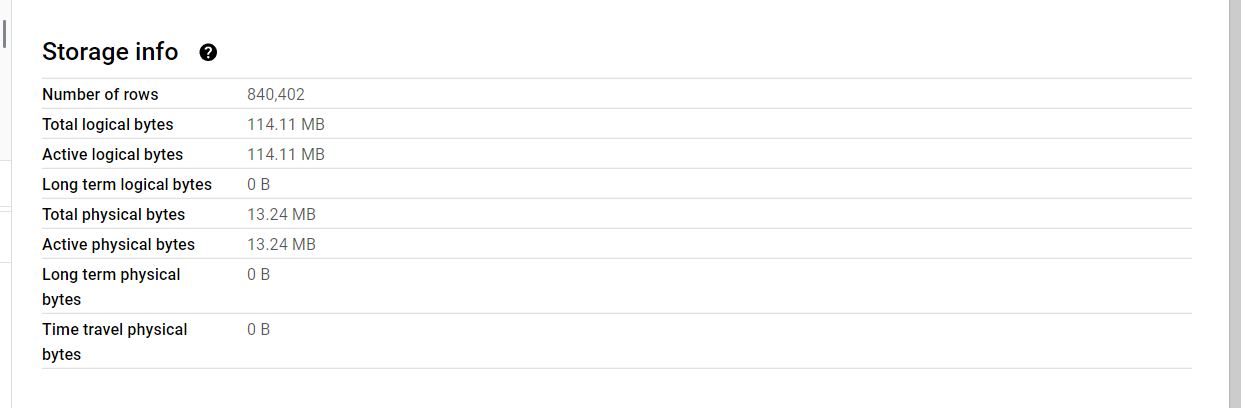 Storage info ?
Number of rows 840,402
Total logical bytes 114.11 MB
Active logical bytes 114.11 MB
Long term logical bytes 0 B
Total physical bytes 13.24 MB
Active physical bytes 13.24 MB
Long term physical 0 B
bytes
Time travel physical 0 B
bytes